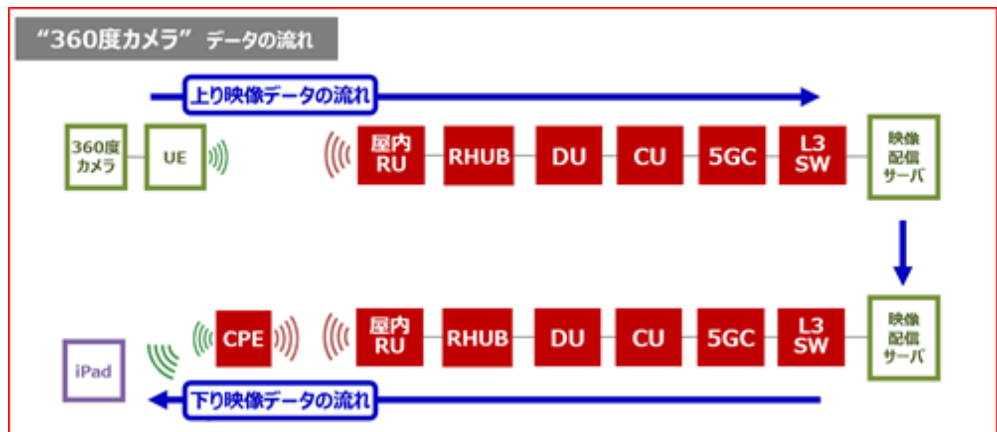 “360度カメラ” データの流れ
上り映像データの流れ
360度
カメラ
UE
屋内
RU
RHUB
DU
CU
5GC
L3
SW
映像
配信
サーバ
iPad
CPE
屋内
RU
RHUB
DU
CU
5GC
L3
SW
映像
配信
サーバ
下り映像データの流れ